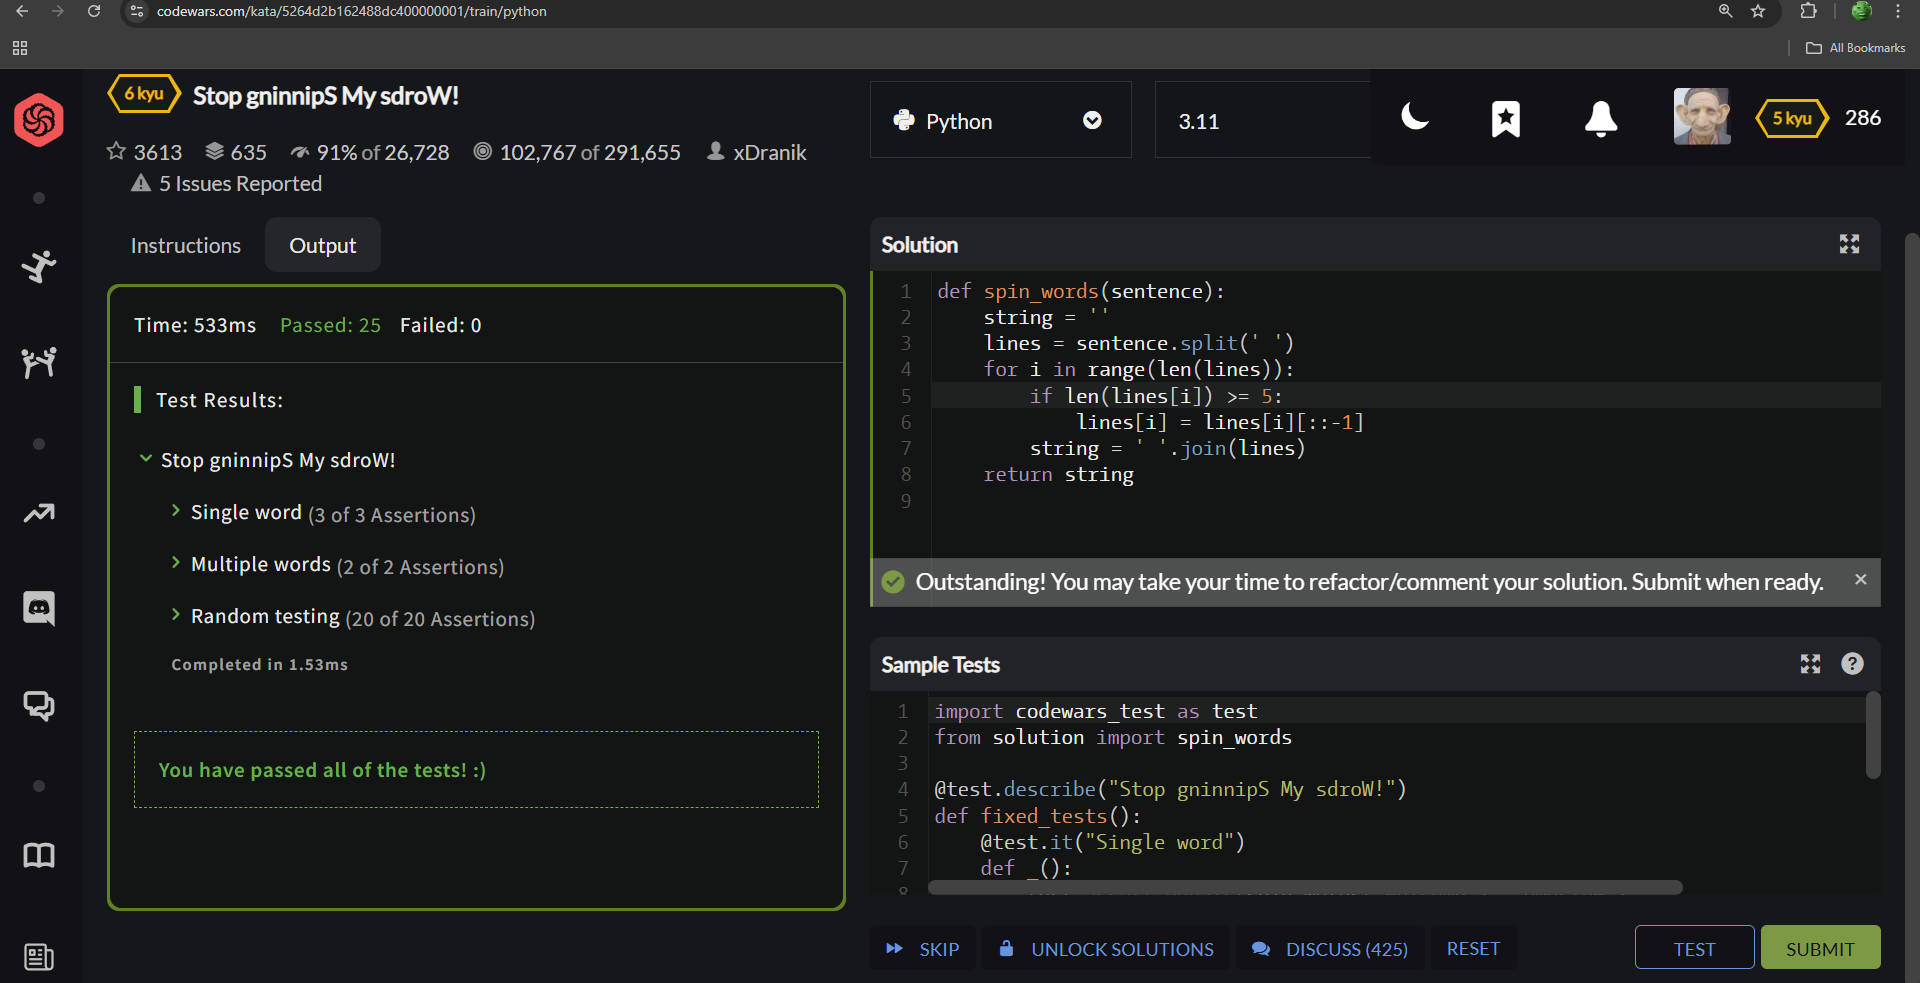 codewars.com/kata/5264d2b162488dc400000001/train/python
All Bookmarks
6 kyu
Stop gninnipS My sdroW!
3613 635 91% of 26,728 102,767 of 291,655 xDranik
5 Issues Reported
Python
3.11
5 kyu
286
Instructions
Output
Time: 533ms Passed: 25 Failed: 0
Test Results:
Stop gninnipS My sdroW!
Single word (3 of 3 Assertions)
Multiple words (2 of 2 Assertions)
Random testing (20 of 20 Assertions)
Completed in 1.53ms
You have passed all of the tests! :)
Solution
1 def spin_words(sentence):
2     string = ''
3     lines = sentence.split(' ')
4     for i in range(len(lines)):
5         if len(lines[i]) >= 5:
6             lines[i] = lines[i][::-1]
7         string = ' '.join(lines)
8     return string
9
Outstanding! You may take your time to refactor/comment your solution. Submit when ready.
Sample Tests
1 import codewars_test as test
2 from solution import spin_words
3
4 @test.describe("Stop gninnipS My sdroW!")
5 def fixed_tests():
6     @test.it("Single word")
7     def _():
8
SKIP
UNLOCK SOLUTIONS
DISCUSS (425)
RESET
TEST
SUBMIT